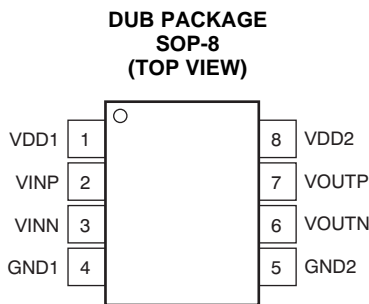 DUB PACKAGE
SOP-8
(TOP VIEW)
VDD1 1 8 VDD2
VINP 2 7 VOUTP
VINN 3 6 VOUTN
GND1 4 5 GND2